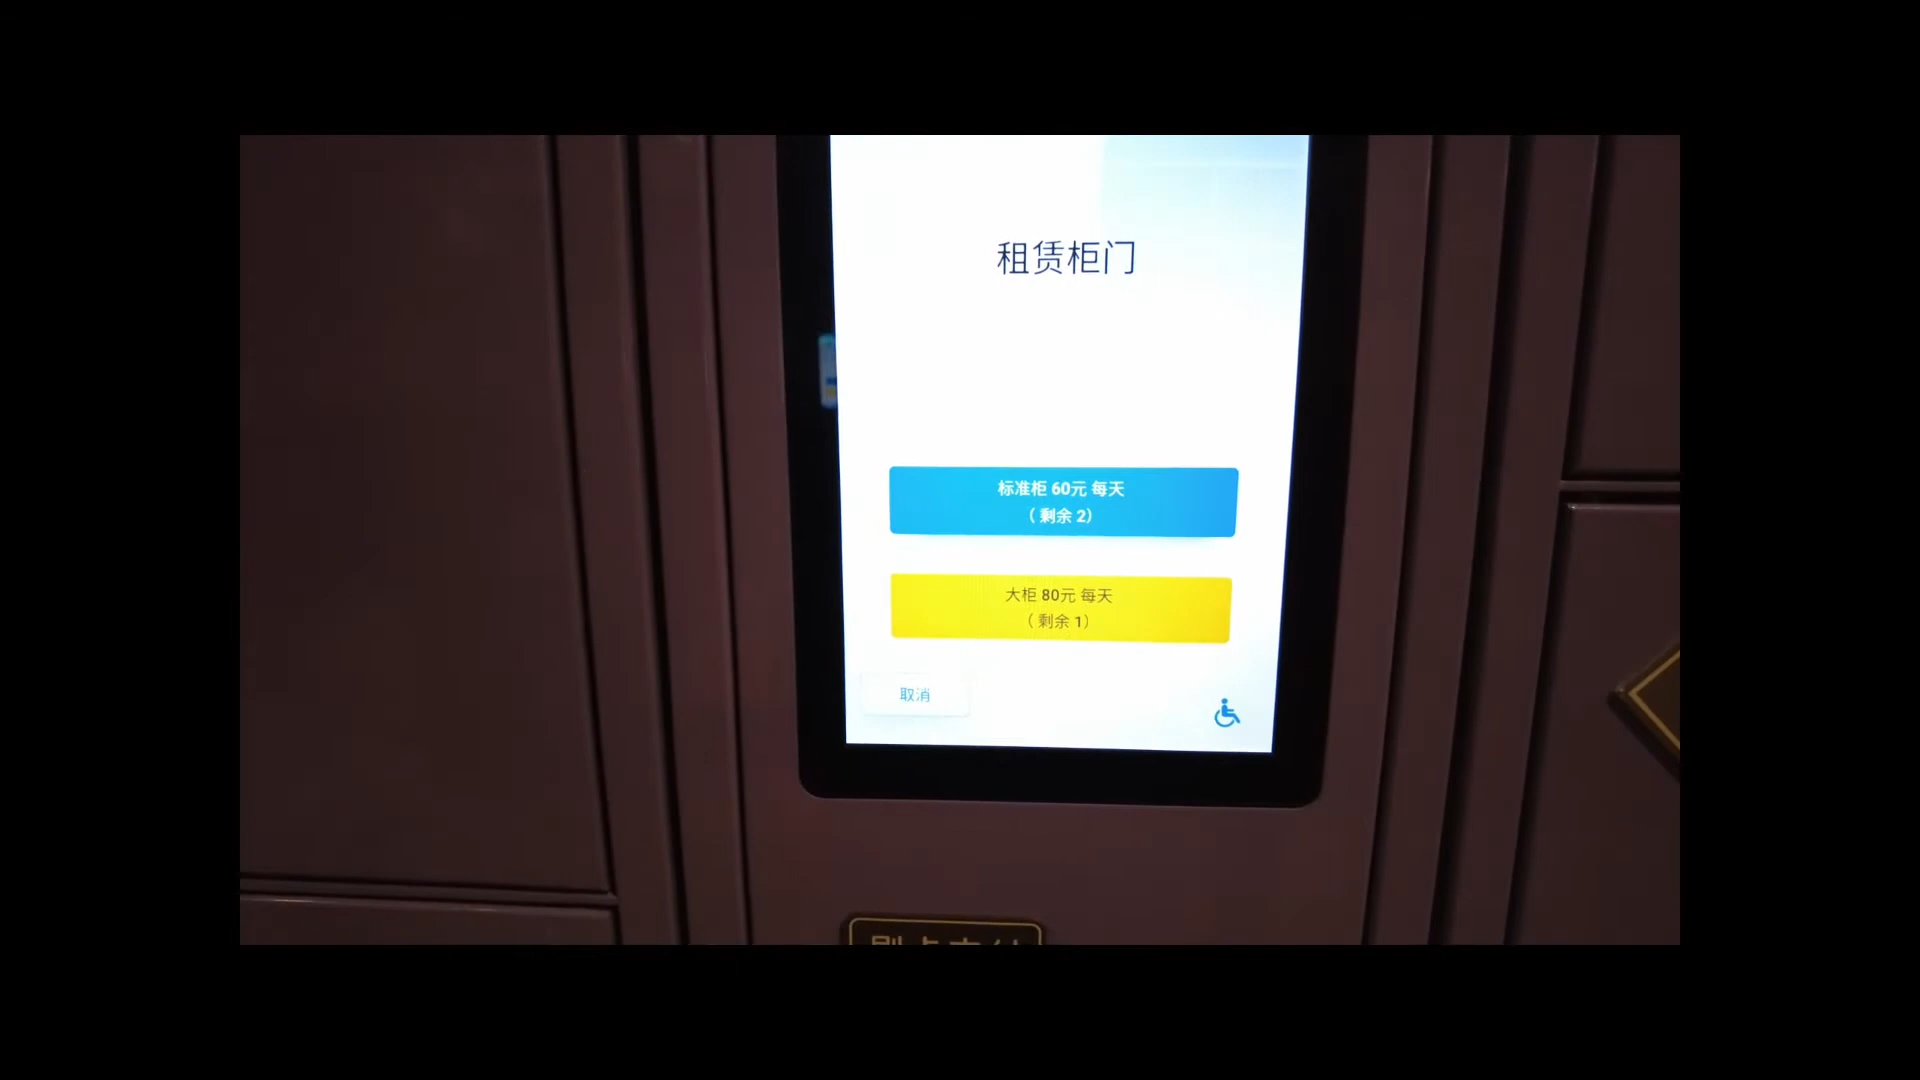 租赁柜门
标准柜 60元 每天
（ 剩余 2）
大柜 80元 每天
（ 剩余 1）
取消